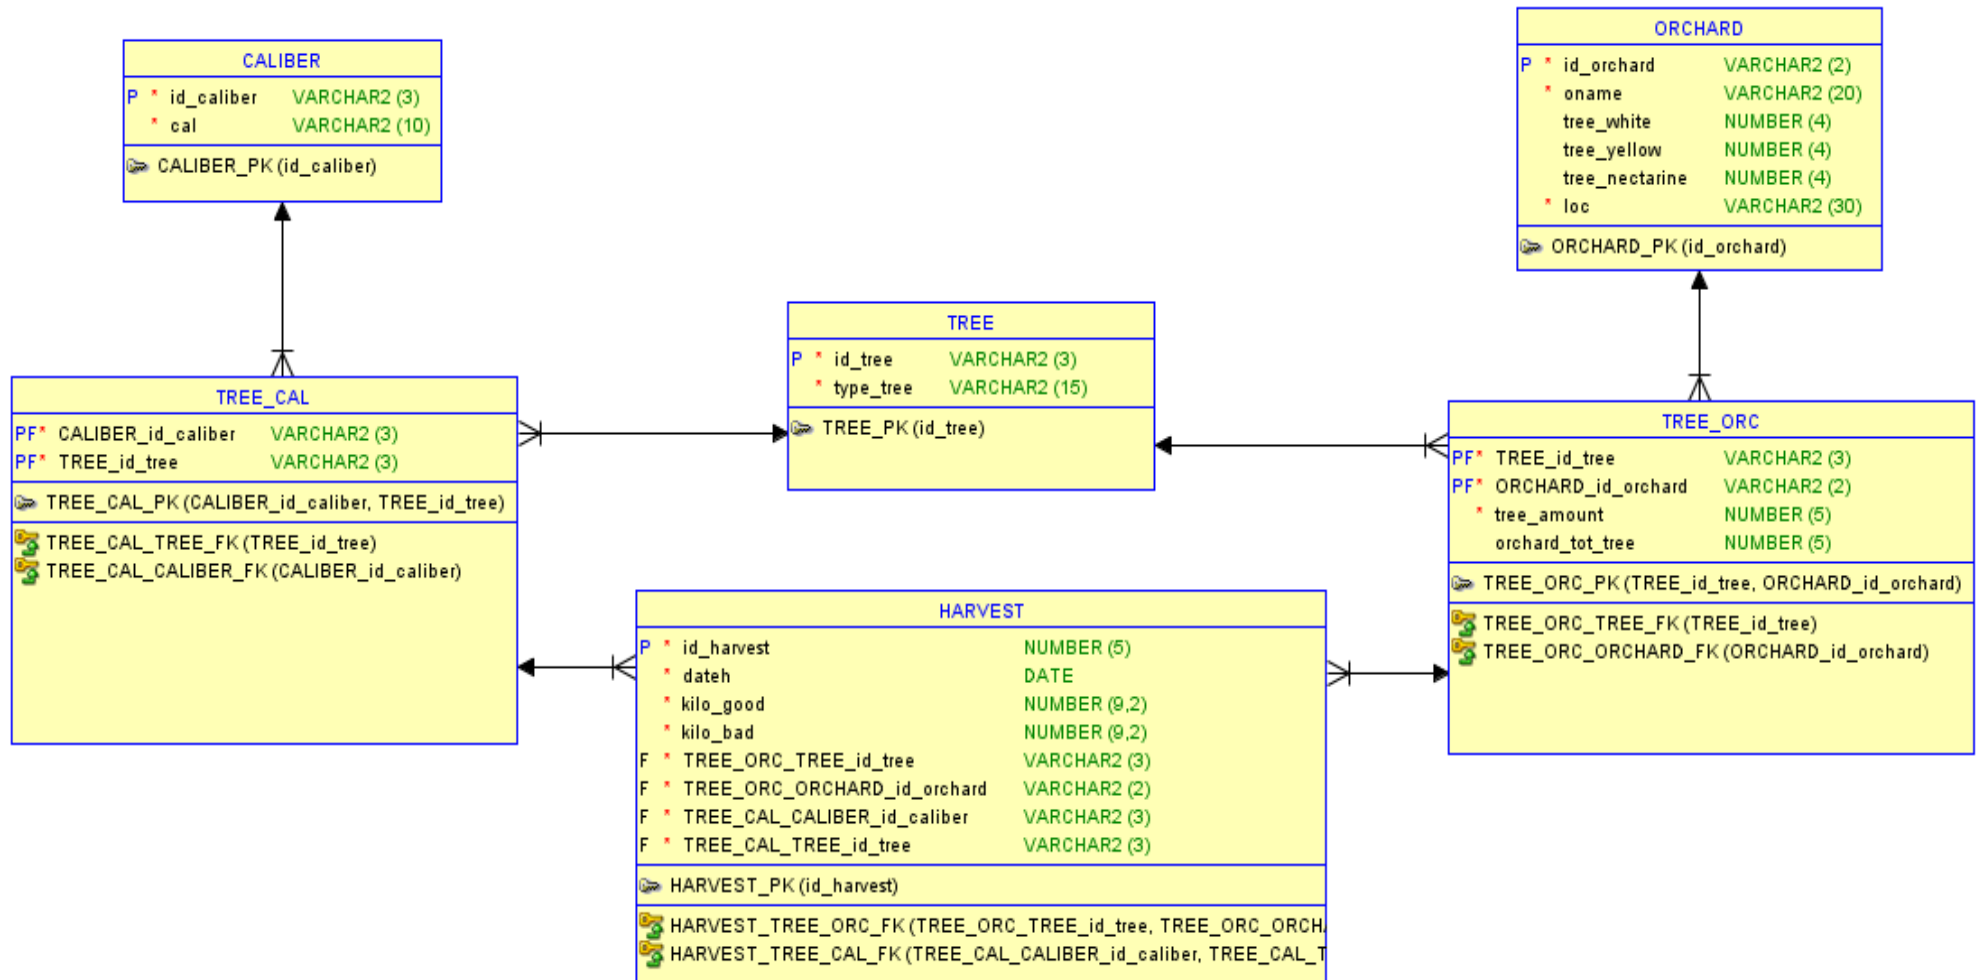 CALIBER
P * id_caliber VARCHAR2 (3)
* cal VARCHAR2 (10)
CALIBER_PK (id_caliber)
ORCHARD
P * id_orchard VARCHAR2 (2)
* oname VARCHAR2 (20)
tree_white NUMBER (4)
tree_yellow NUMBER (4)
tree_nectarine NUMBER (4)
* loc VARCHAR2 (30)
ORCHARD_PK (id_orchard)
TREE
P * id_tree VARCHAR2 (3)
* type_tree VARCHAR2 (15)
TREE_PK (id_tree)
TREE_CAL
PF* CALIBER_id_caliber VARCHAR2 (3)
PF* TREE_id_tree VARCHAR2 (3)
TREE_CAL_PK (CALIBER_id_caliber, TREE_id_tree)
TREE_CAL_TREE_FK (TREE_id_tree)
TREE_CAL_CALIBER_FK (CALIBER_id_caliber)
TREE_ORC
PF* TREE_id_tree VARCHAR2 (3)
PF* ORCHARD_id_orchard VARCHAR2 (2)
* tree_amount NUMBER (5)
orchard_tot_tree NUMBER (5)
TREE_ORC_PK (TREE_id_tree, ORCHARD_id_orchard)
TREE_ORC_TREE_FK (TREE_id_tree)
TREE_ORC_ORCHARD_FK (ORCHARD_id_orchard)
HARVEST
P * id_harvest NUMBER (5)
* dateh DATE
* kilo_good NUMBER (9,2)
* kilo_bad NUMBER (9,2)
F * TREE_ORC_TREE_id_tree VARCHAR2 (3)
F * TREE_ORC_ORCHARD_id_orchard VARCHAR2 (2)
F * TREE_CAL_CALIBER_id_caliber VARCHAR2 (3)
F * TREE_CAL_TREE_id_tree VARCHAR2 (3)
HARVEST_PK (id_harvest)
HARVEST_TREE_ORC_FK (TREE_ORC_TREE_id_tree, TREE_ORC_ORCH
HARVEST_TREE_CAL_FK (TREE_CAL_CALIBER_id_caliber, TREE_CAL_T